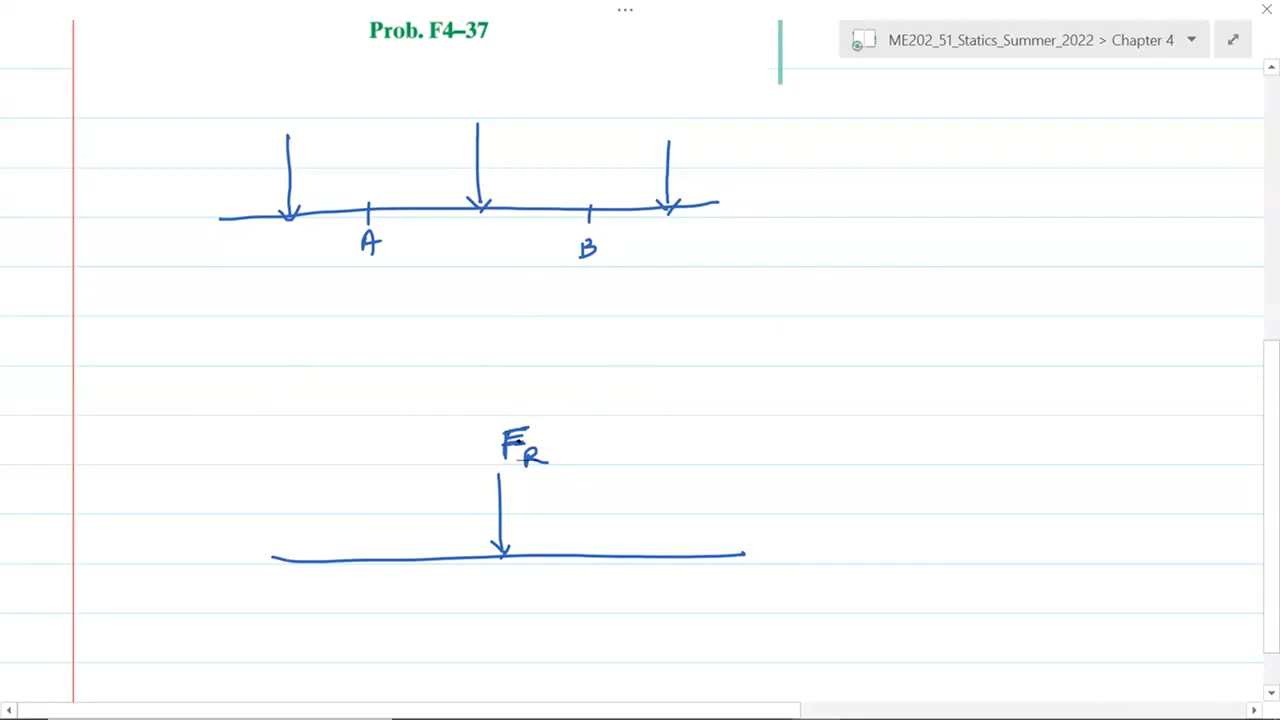 Prob. F4–37
ME202_51_Statics_Summer_2022 > Chapter 4
A
B
F_R